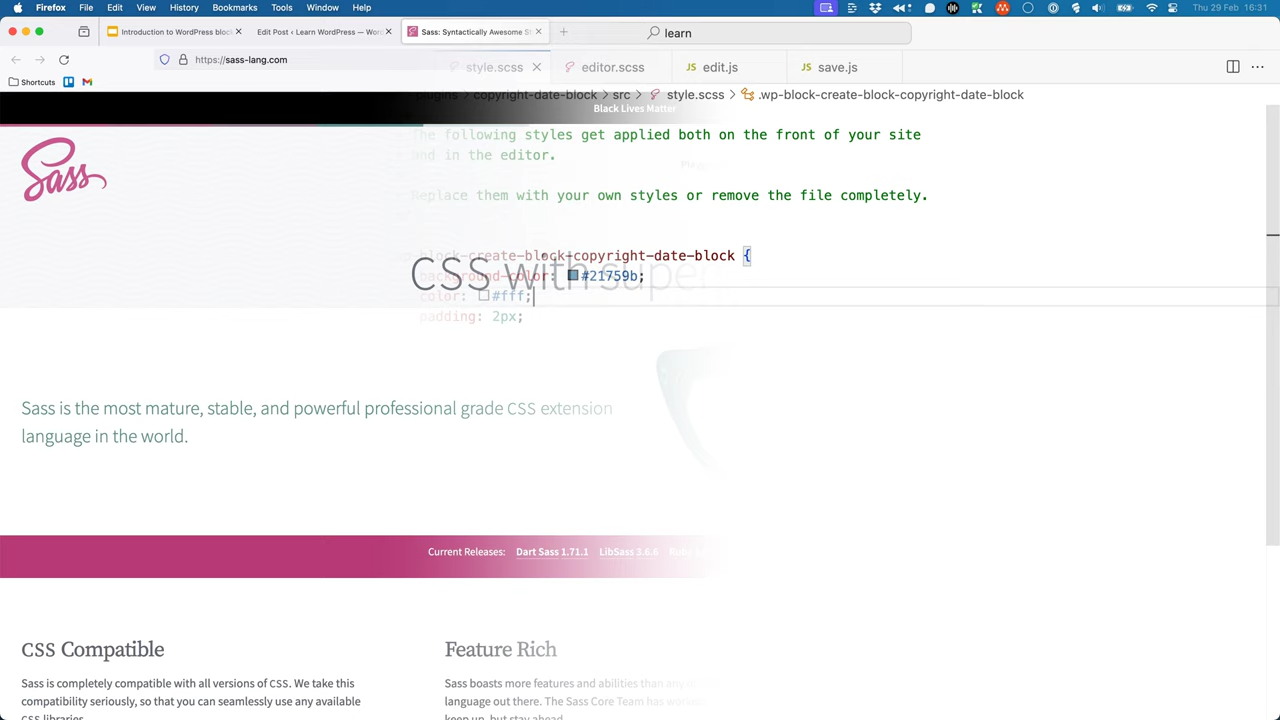 Firefox File Edit View History Bookmarks Tools Window Help Thu 29 Feb 16:31
Introduction to WordPress bloc Edit Post ‹ Learn WordPress — Wor Sass: Syntactically Awesome St learn
https://sass-lang.com
style.scss editor.scss JS edit.js JS save.js
Shortcuts
plugins > copyright-date-block > src > style.scss > .wp-block-create-block-copyright-date-block
Black Lives Matter
The following styles get applied both on the front of your site
and in the editor.
Replace them with your own styles or remove the file completely.
Sass
block-create-block-copyright-date-block {
CSS with super
background-color: #21759b;
color: #fff;
padding: 2px;
Sass is the most mature, stable, and powerful professional grade CSS extension
language in the world.
Current Releases: Dart Sass 1.71.1 LibSass 3.6.6 Ruby
CSS Compatible
Feature Rich
Sass is completely compatible with all versions of CSS. We take this
compatibility seriously, so that you can seamlessly use any available
CSS libraries.
Sass boasts more features and abilities than any
language out there. The Sass Core Team has worked
keep up, but stay ahead.